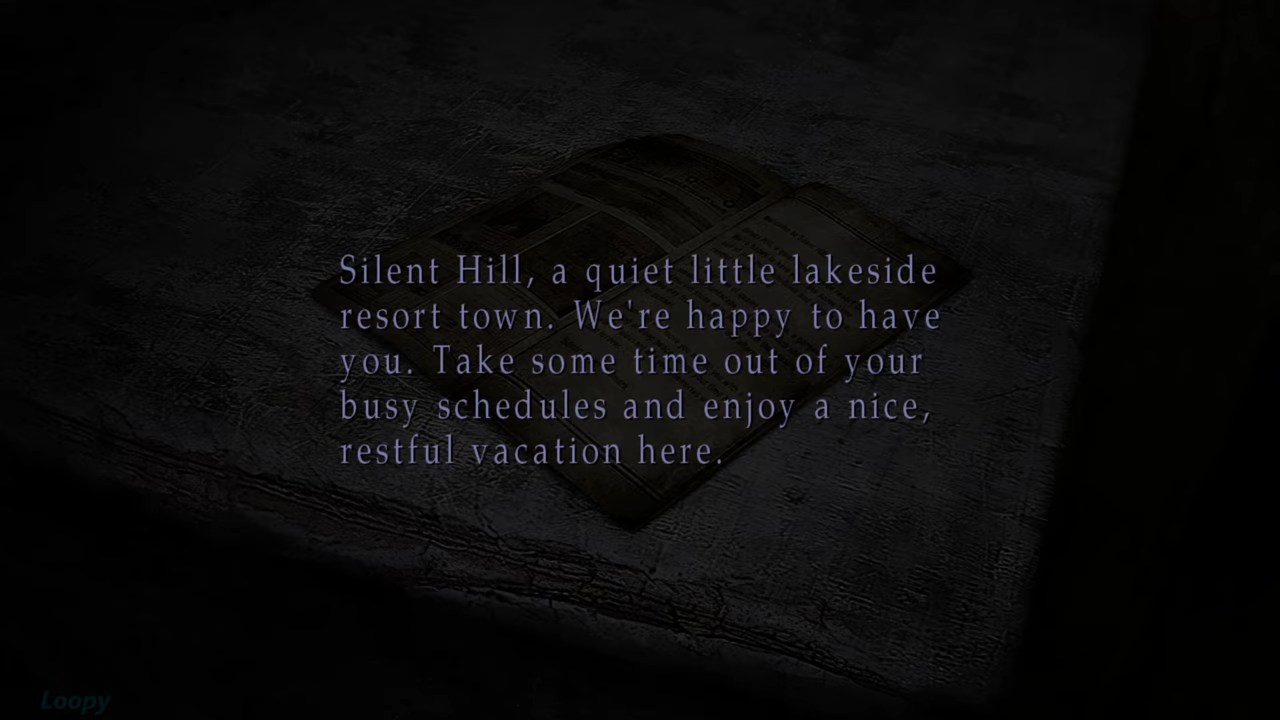 Silent Hill, a quiet little lakeside
resort town. We're happy to have
you. Take some time out of your
busy schedules and enjoy a nice,
restful vacation here.
Loopy